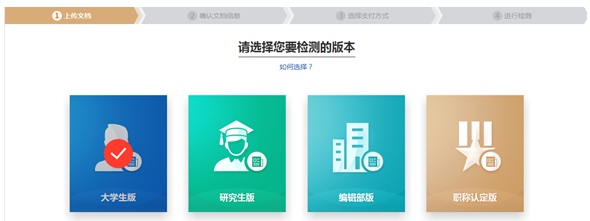 1 上传文档
2 确认文档信息
3 选择支付方式
4 进行检测
请选择您要检测的版本
如何选择？
大学生版
研究生版
编辑部版
职称认定版